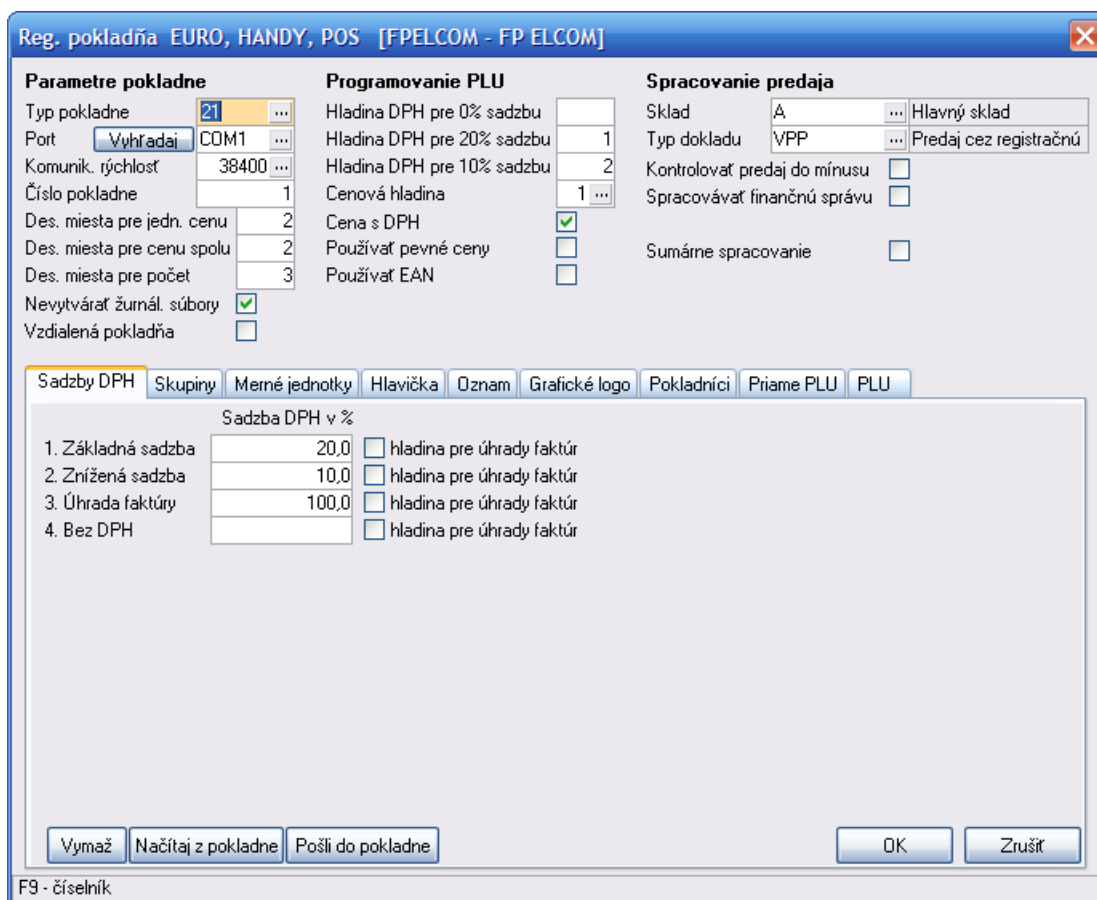 Reg. pokladňa EURO, HANDY, POS [FPELCOM - FP ELCOM]
Parametre pokladne
Typ pokladne 21 ...
Port Vyhľadaj COM1 ...
Komunik. rýchlosť 38400 ...
Číslo pokladne 1
Des. miesta pre jedn. cenu 2
Des. miesta pre cenu spolu 2
Des. miesta pre počet 3
Nevytvárať žurnál. súbory
Vzdialená pokladňa
Programovanie PLU
Hladina DPH pre 0% sadzbu
Hladina DPH pre 20% sadzbu 1
Hladina DPH pre 10% sadzbu 2
Cenová hladina 1 ...
Cena s DPH
Používať pevné ceny
Používať EAN
Spracovanie predaja
Sklad A ... Hlavný sklad
Typ dokladu VPP ... Predaj cez registračnú
Kontrolovať predaj do mínusu
Spracovávať finančnú správu
Sumárne spracovanie
Sadzby DPH Skupiny Merné jednotky Hlavička Oznam Grafické logo Pokladníci Priame PLU PLU
Sadzba DPH v %
1. Základná sadzba 20,0 hladina pre úhrady faktúr
2. Znížená sadzba 10,0 hladina pre úhrady faktúr
3. Úhrada faktúry 100,0 hladina pre úhrady faktúr
4. Bez DPH hladina pre úhrady faktúr
Vymaž Načítaj z pokladne Pošli do pokladne OK Zrušiť
F9 - číselník